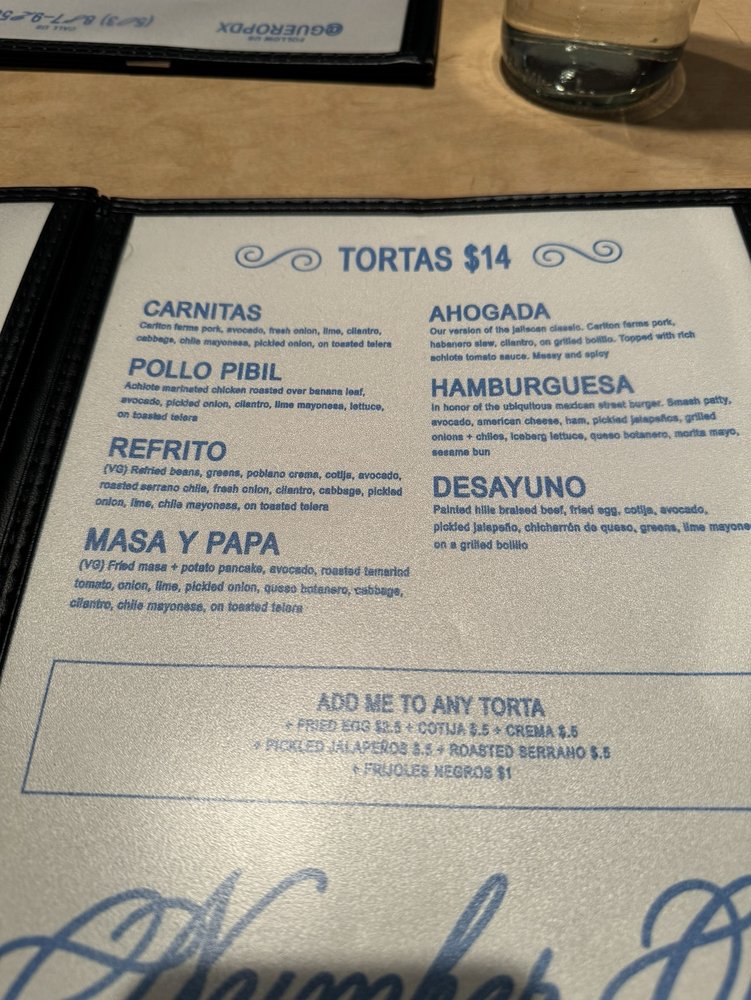 @GUEROPDX
FOLLOW US
CALL US
TORTAS $14
CARNITAS
Carlton farms pork, avocado, fresh onion, lime, cilantro,
cabbage, chile mayonesa, pickled onion, on toasted telera
POLLO PIBIL
Achiote marinated chicken roasted over banana leaf,
avocado, pickled onion, cilantro, lime mayonesa, lettuce,
on toasted telera
REFRITO
(VG) Refried beans, greens, poblano crema, cotija, avocado,
roasted serrano chile, fresh onion, cilantro, cabbage, pickled
onion, lime, chile mayonesa, on toasted telera
MASA Y PAPA
(VG) Fried masa + potato pancake, avocado, roasted tamarind
tomato, onion, lime, pickled onion, queso botanero, cabbage,
cilantro, chile mayonesa, on toasted telera
AHOGADA
Our version of the jaliscan classic. Carlton farms pork,
habanero slaw, cilantro, on grilled bolillo. Topped with rich
achiote tomato sauce. Messy and spicy
HAMBURGUESA
In honor of the ubiquitous mexican street burger. Smash patty,
avocado, american cheese, ham, pickled jalapeños, grilled
onions + chiles, iceberg lettuce, queso botanero, morita mayo,
sesame bun
DESAYUNO
Painted hills braised beef, fried egg, cotija, avocado,
pickled jalapeño, chicharrón de queso, greens, lime mayones
on a grilled bolillo
ADD ME TO ANY TORTA
+ FRIED EGG $2.5 + COTIJA $.5 + CREMA $.5
+ PICKLED JALAPEÑOS $.5 + ROASTED SERRANO $.5
+ FRIJOLES NEGROS $1
Number